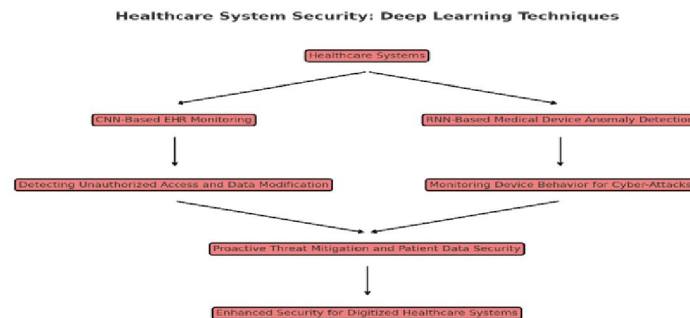 Healthcare System Security: Deep Learning Techniques
Healthcare Systems
CNN-Based EHR Monitoring
RNN-Based Medical Device Anomaly Detection
Detecting Unauthorized Access and Data Modification
Monitoring Device Behavior for Cyber-Attacks
Proactive Threat Mitigation and Patient Data Security
Enhanced Security for Digitized Healthcare Systems